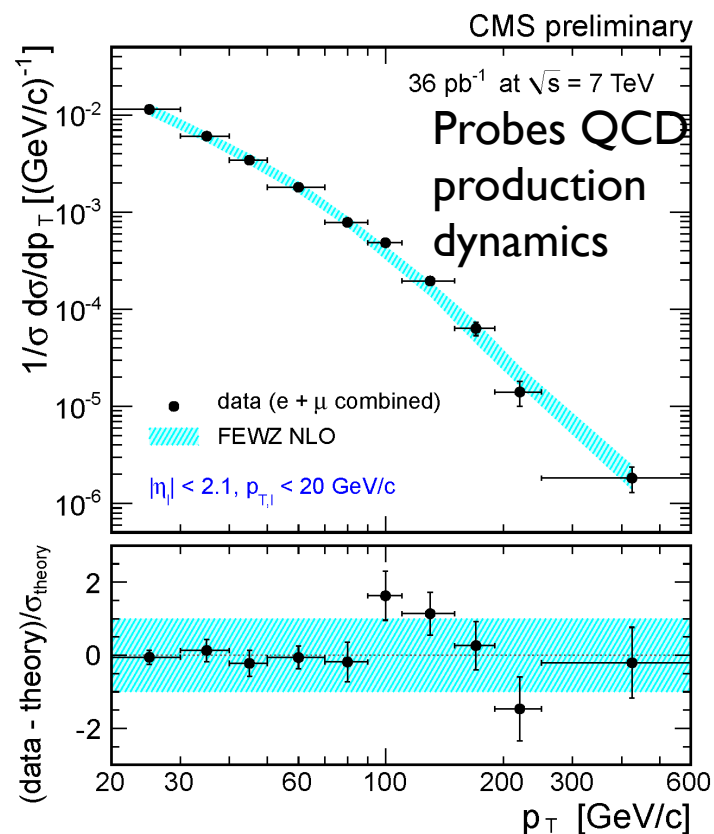 CMS preliminary
36 pb⁻¹ at √s = 7 TeV
Probes QCD
production
dynamics
1/σ dσ/dp_T [(GeV/c)⁻¹]
10⁻²
10⁻³
10⁻⁴
10⁻⁵
10⁻⁶
data (e + μ combined)
FEWZ NLO
|η_l| < 2.1, p_T,l < 20 GeV/c
(data - theory)/σ_theory
2
0
-2
20 30 60 100 200 300 600
p_T [GeV/c]